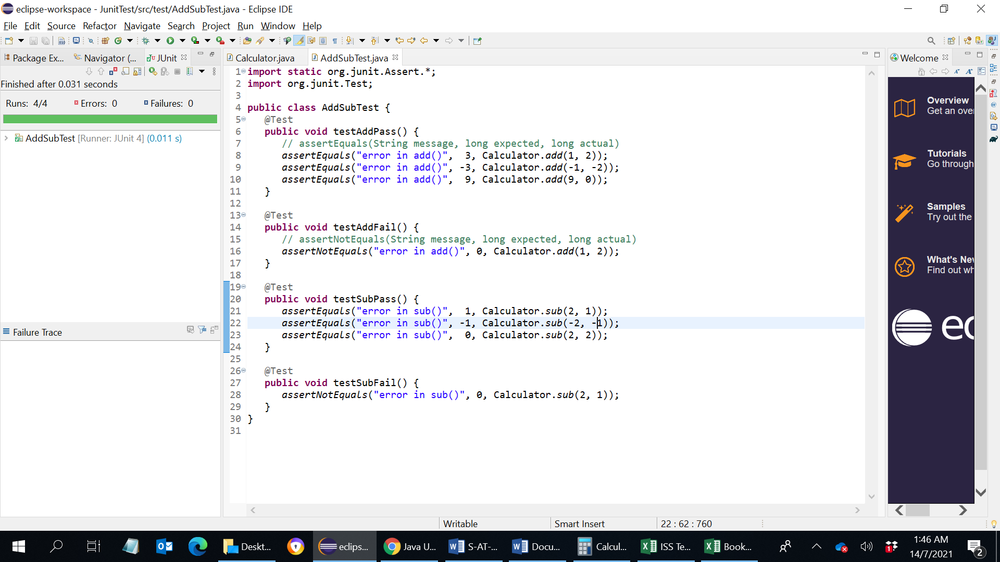 eclipse-workspace - JunitTest/src/test/AddSubTest.java - Eclipse IDE
File Edit Source Refactor Navigate Search Project Run Window Help
Package Ex... Navigator (... JUnit
Finished after 0.031 seconds
Runs: 4/4 Errors: 0 Failures: 0
AddSubTest [Runner: JUnit 4] (0.011 s)
Failure Trace
Calculator.java AddSubTest.java
1 import static org.junit.Assert.*;
2 import org.junit.Test;
3
4 public class AddSubTest {
5 @Test
6 public void testAddPass() {
7 // assertEquals(String message, long expected, long actual)
8 assertEquals("error in add()", 3, Calculator.add(1, 2));
9 assertEquals("error in add()", -3, Calculator.add(-1, -2));
10 assertEquals("error in add()", 9, Calculator.add(9, 0));
11 }
12
13 @Test
14 public void testAddFail() {
15 // assertNotEquals(String message, long expected, long actual)
16 assertNotEquals("error in add()", 0, Calculator.add(1, 2));
17 }
18
19 @Test
20 public void testSubPass() {
21 assertEquals("error in sub()", 1, Calculator.sub(2, 1));
22 assertEquals("error in sub()", -1, Calculator.sub(-2, -1));
23 assertEquals("error in sub()", 0, Calculator.sub(2, 2));
24 }
25
26 @Test
27 public void testSubFail() {
28 assertNotEquals("error in sub()", 0, Calculator.sub(2, 1));
29 }
30 }
31
Welcome
Overview
Get an over
Tutorials
Go through
Samples
Try out the
What's New
Find out wh
ec
Writable Smart Insert 22 : 62 : 760
Deskt... eclips... Java U... S-AT-... Docu... Calcul... ISS Te... Book...
1:46 AM
14/7/2021
2